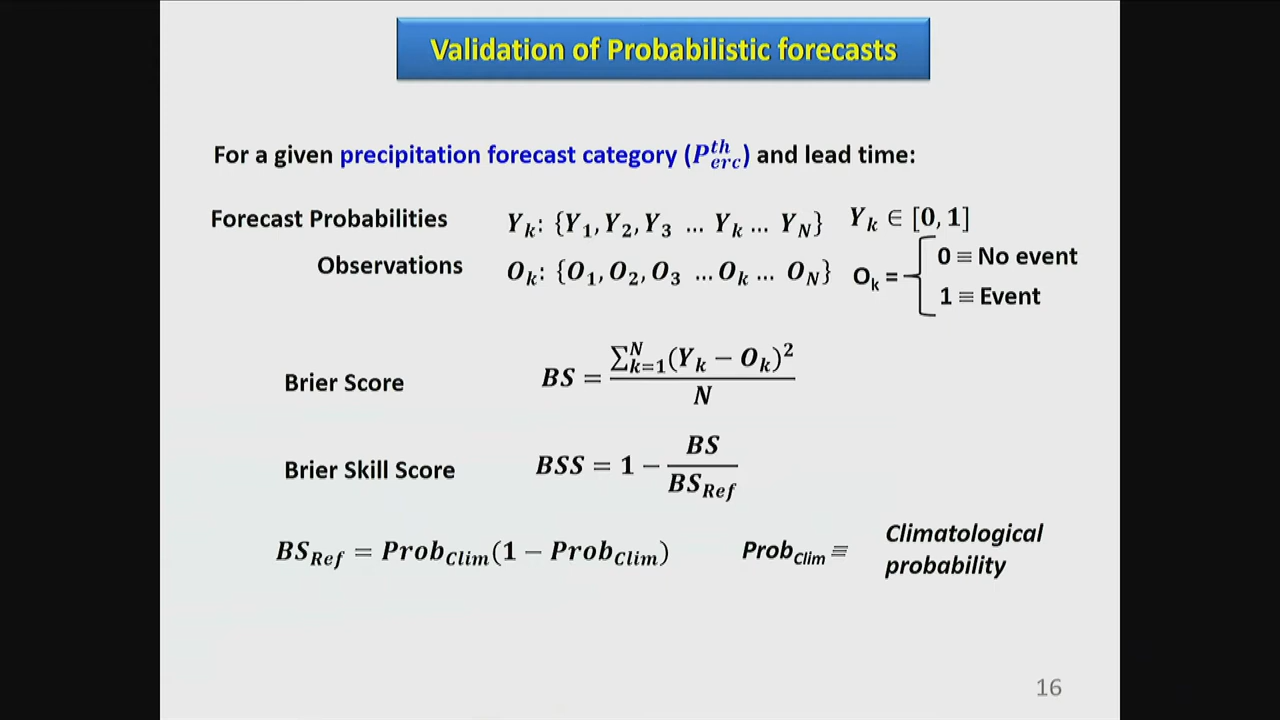 Validation of Probabilistic forecasts
For a given precipitation forecast category (P_erc^th) and lead time:
Forecast Probabilities Y_k: {Y_1, Y_2, Y_3 ... Y_k ... Y_N} Y_k ∈ [0, 1]
Observations O_k: {O_1, O_2, O_3 ... O_k ... O_N} O_k = { 0 ≡ No event
1 ≡ Event
Brier Score BS = ∑_{k=1}^{N}(Y_k − O_k)^2 / N
Brier Skill Score BSS = 1 − BS / BS_Ref
BS_Ref = Prob_Clim(1 − Prob_Clim) Prob_Clim ≡ Climatological
probability
16